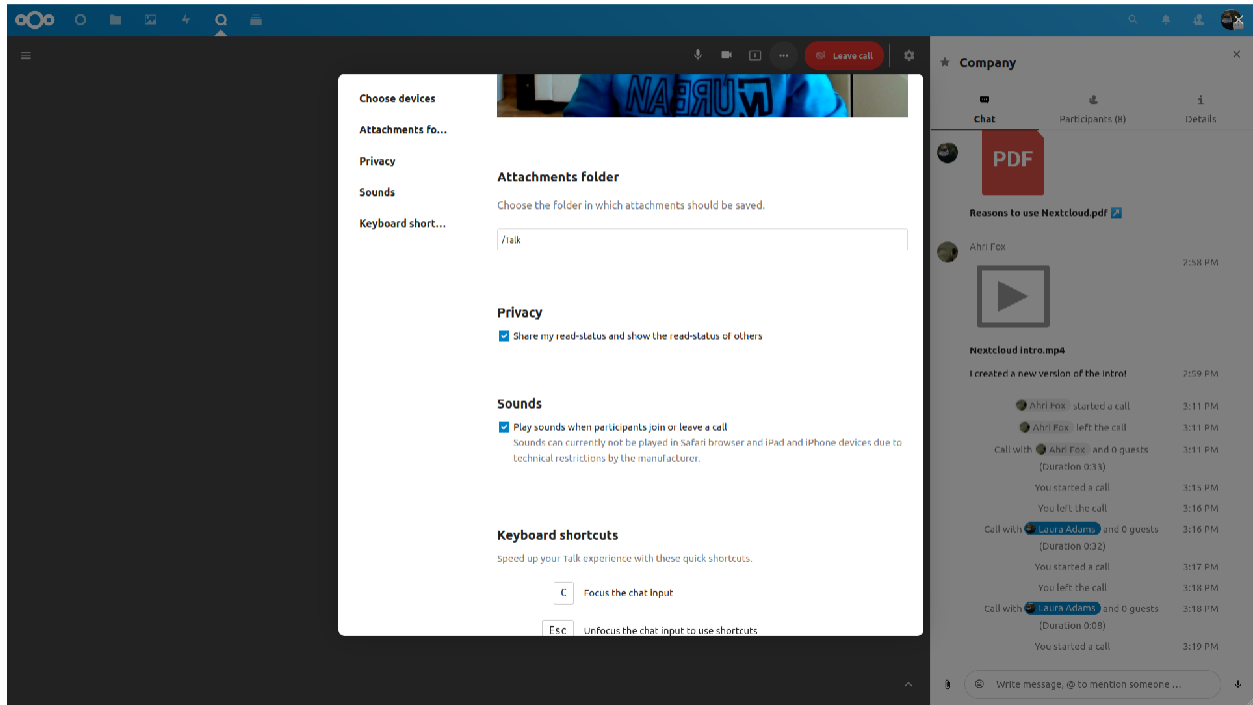 Leave call
Choose devices
Attachments fo...
Privacy
Sounds
Keyboard short...
Attachments folder
Choose the folder in which attachments should be saved.
/Talk
Privacy
Share my read-status and show the read-status of others
Sounds
Play sounds when participants join or leave a call
Sounds can currently not be played in Safari browser and iPad and iPhone devices due to
technical restrictions by the manufacturer.
Keyboard shortcuts
Speed up your Talk experience with these quick shortcuts.
C Focus the chat input
Esc Unfocus the chat input to use shortcuts
Company
Chat Participants (8) Details
PDF
Reasons to use Nextcloud.pdf
Ahri Fox
2:58 PM
Nextcloud intro.mp4
I created a new version of the intro! 2:59 PM
Ahri Fox started a call 3:11 PM
Ahri Fox left the call 3:11 PM
Call with Ahri Fox and 0 guests 3:11 PM
(Duration 0:33)
You started a call 3:15 PM
You left the call 3:16 PM
Call with Laura Adams and 0 guests 3:16 PM
(Duration 0:32)
You started a call 3:17 PM
You left the call 3:18 PM
Call with Laura Adams and 0 guests 3:18 PM
(Duration 0:08)
You started a call 3:19 PM
Write message, @ to mention someone ...